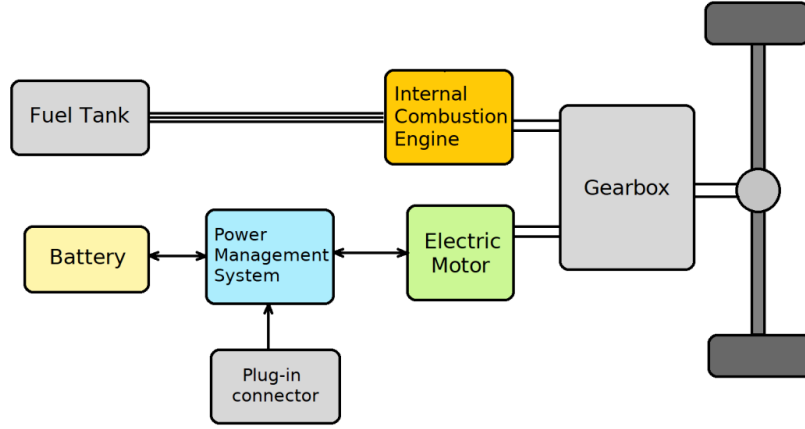 Fuel Tank
Internal
Combustion
Engine
Gearbox
Battery
Power
Management
System
Electric
Motor
Plug-in
connector